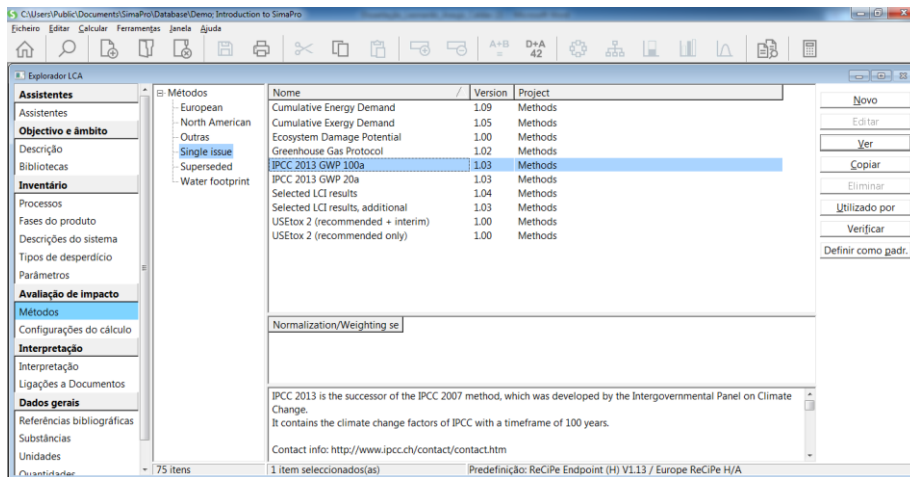 C:\Users\Public\Documents\SimaPro\Database\Demo; Introduction to SimaPro
Ficheiro Editar Calcular Ferramentas Janela Ajuda
A+B
=
D+A
42
Explorador LCA
Assistentes
Assistentes
Objectivo e âmbito
Descrição
Bibliotecas
Inventário
Processos
Fases do produto
Descrições do sistema
Tipos de desperdício
Parâmetros
Avaliação de impacto
Métodos
Configurações do cálculo
Interpretação
Interpretação
Ligações a Documentos
Dados gerais
Referências bibliográficas
Substâncias
Unidades
Quantidades
Métodos
European
North American
Outras
Single issue
Superseded
Water footprint
Nome / Version Project
Cumulative Energy Demand 1.09 Methods
Cumulative Exergy Demand 1.05 Methods
Ecosystem Damage Potential 1.00 Methods
Greenhouse Gas Protocol 1.02 Methods
IPCC 2013 GWP 100a 1.03 Methods
IPCC 2013 GWP 20a 1.03 Methods
Selected LCI results 1.04 Methods
Selected LCI results, additional 1.03 Methods
USEtox 2 (recommended + interim) 1.00 Methods
USEtox 2 (recommended only) 1.00 Methods
Normalization/Weighting se
IPCC 2013 is the successor of the IPCC 2007 method, which was developed by the Intergovernmental Panel on Climate
Change.
It contains the climate change factors of IPCC with a timeframe of 100 years.
Contact info: http://www.ipcc.ch/contact/contact.htm
Novo
Editar
Ver
Copiar
Eliminar
Utilizado por
Verificar
Definir como padr.
75 itens
1 item seleccionados(as)
Predefinição: ReCiPe Endpoint (H) V1.13 / Europe ReCiPe H/A